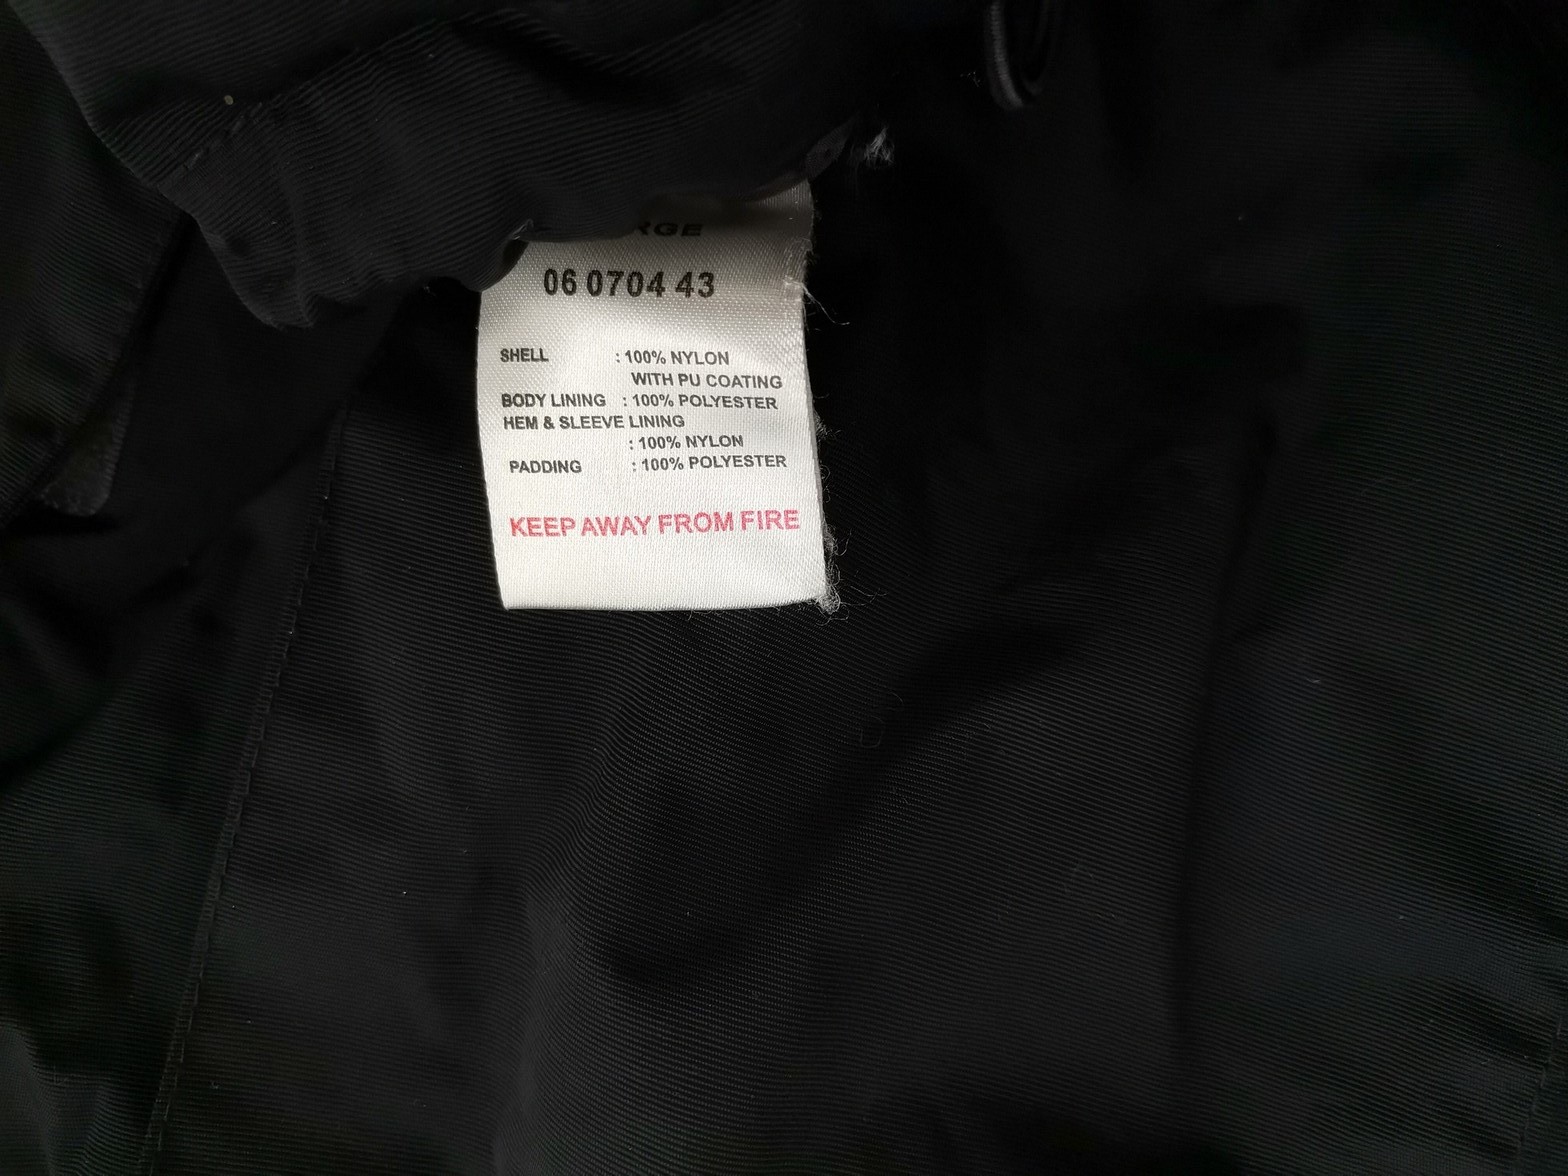 06 0704 43
SHELL : 100% NYLON
WITH PU COATING
BODY LINING : 100% POLYESTER
HEM & SLEEVE LINING
: 100% NYLON
PADDING : 100% POLYESTER
KEEP AWAY FROM FIRE